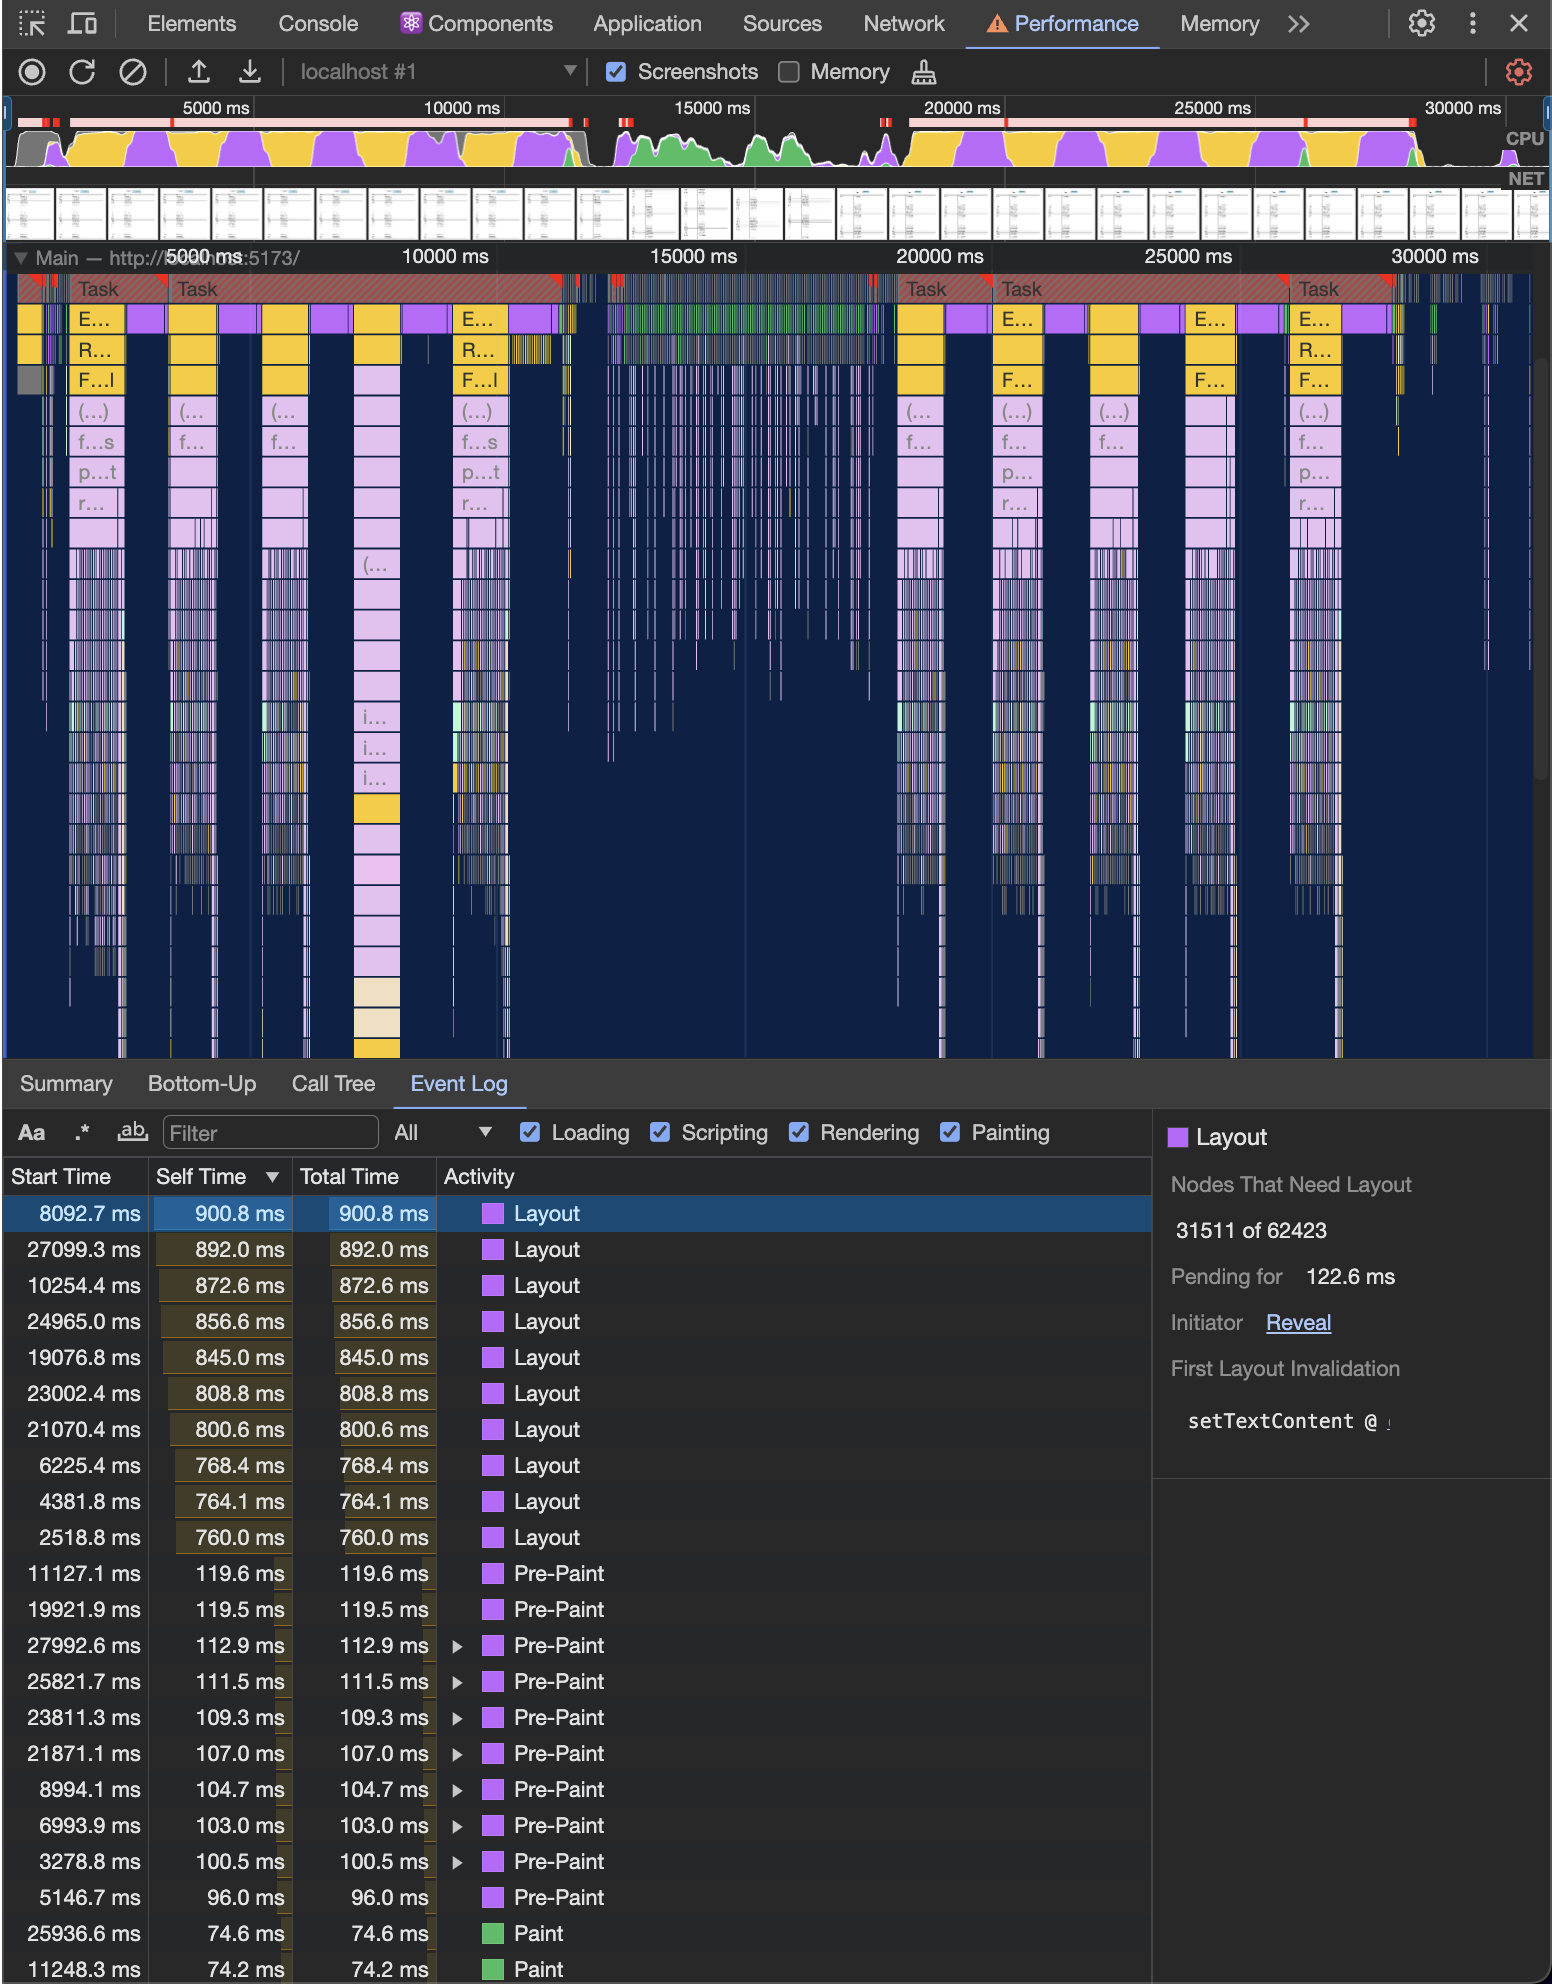 Elements Console Components Application Sources Network Performance Memory
localhost #1 Screenshots Memory
5000 ms 10000 ms 15000 ms 20000 ms 25000 ms 30000 ms
CPU
NET
Main — http://localhost:5173/ 5000 ms 10000 ms 15000 ms 20000 ms 25000 ms 30000 ms
Task Task Task Task Task
E... E... E... E... E...
R... R... R...
F...l F...l F... F... F...
(...) (... (... (...) (... (...) (...) (...)
f...s f... f... f...s f... f... f... f...
p...t p...t p... p...
r... r... r... r...
(...
i...
i...
i...
Summary Bottom-Up Call Tree Event Log
Aa .* ab Filter All Loading Scripting Rendering Painting
Start Time Self Time Total Time Activity
8092.7 ms 900.8 ms 900.8 ms Layout
27099.3 ms 892.0 ms 892.0 ms Layout
10254.4 ms 872.6 ms 872.6 ms Layout
24965.0 ms 856.6 ms 856.6 ms Layout
19076.8 ms 845.0 ms 845.0 ms Layout
23002.4 ms 808.8 ms 808.8 ms Layout
21070.4 ms 800.6 ms 800.6 ms Layout
6225.4 ms 768.4 ms 768.4 ms Layout
4381.8 ms 764.1 ms 764.1 ms Layout
2518.8 ms 760.0 ms 760.0 ms Layout
11127.1 ms 119.6 ms 119.6 ms Pre-Paint
19921.9 ms 119.5 ms 119.5 ms Pre-Paint
27992.6 ms 112.9 ms 112.9 ms Pre-Paint
25821.7 ms 111.5 ms 111.5 ms Pre-Paint
23811.3 ms 109.3 ms 109.3 ms Pre-Paint
21871.1 ms 107.0 ms 107.0 ms Pre-Paint
8994.1 ms 104.7 ms 104.7 ms Pre-Paint
6993.9 ms 103.0 ms 103.0 ms Pre-Paint
3278.8 ms 100.5 ms 100.5 ms Pre-Paint
5146.7 ms 96.0 ms 96.0 ms Pre-Paint
25936.6 ms 74.6 ms 74.6 ms Paint
11248.3 ms 74.2 ms 74.2 ms Paint
Layout
Nodes That Need Layout
31511 of 62423
Pending for 122.6 ms
Initiator Reveal
First Layout Invalidation
setTextContent @